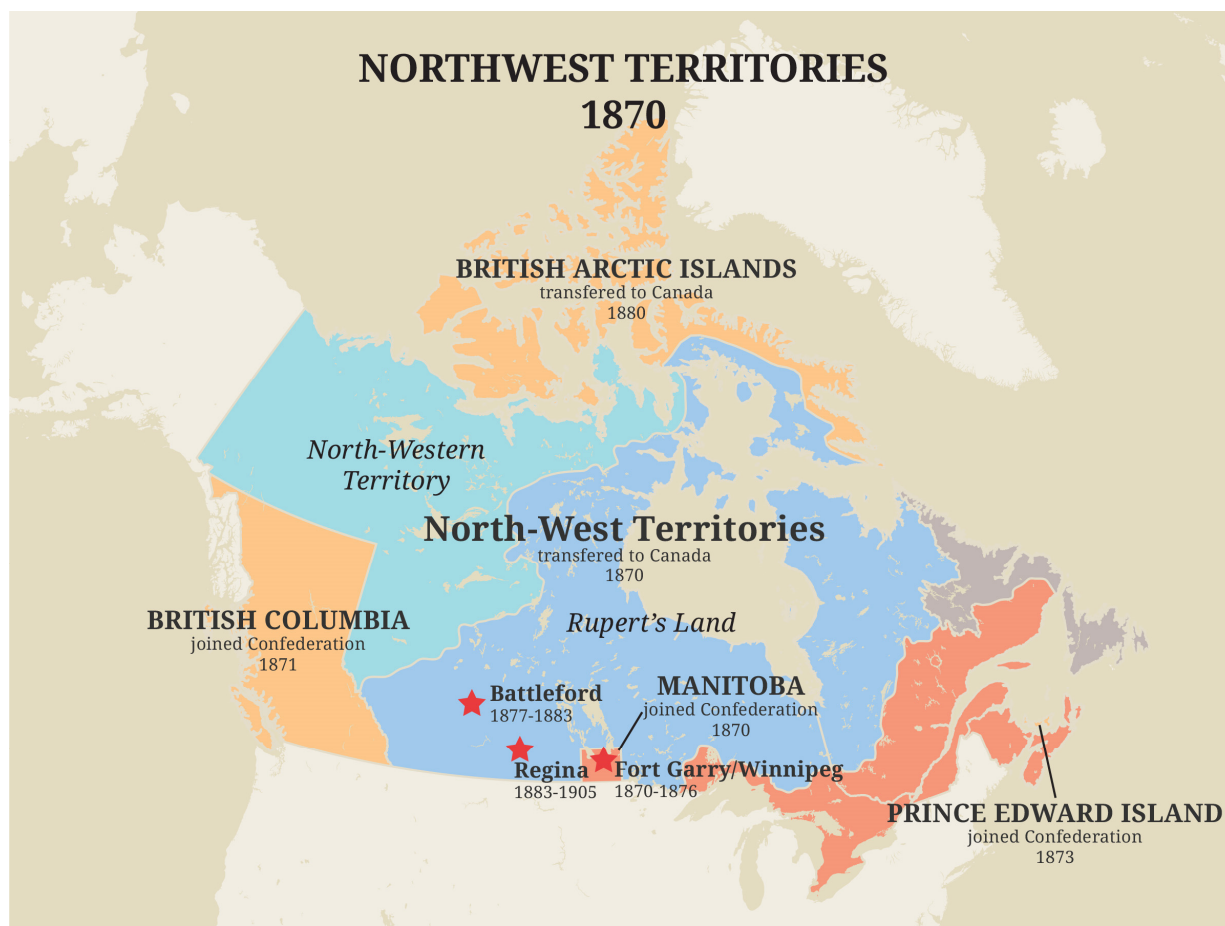 NORTHWEST TERRITORIES
1870
BRITISH ARCTIC ISLANDS
transfered to Canada
1880
North-Western
Territory
North-West Territories
transfered to Canada
1870
BRITISH COLUMBIA
joined Confederation
1871
Rupert’s Land
Battleford
1877-1883
MANITOBA
joined Confederation
1870
Regina
1883-1905
Fort Garry/Winnipeg
1870-1876
PRINCE EDWARD ISLAND
joined Confederation
1873